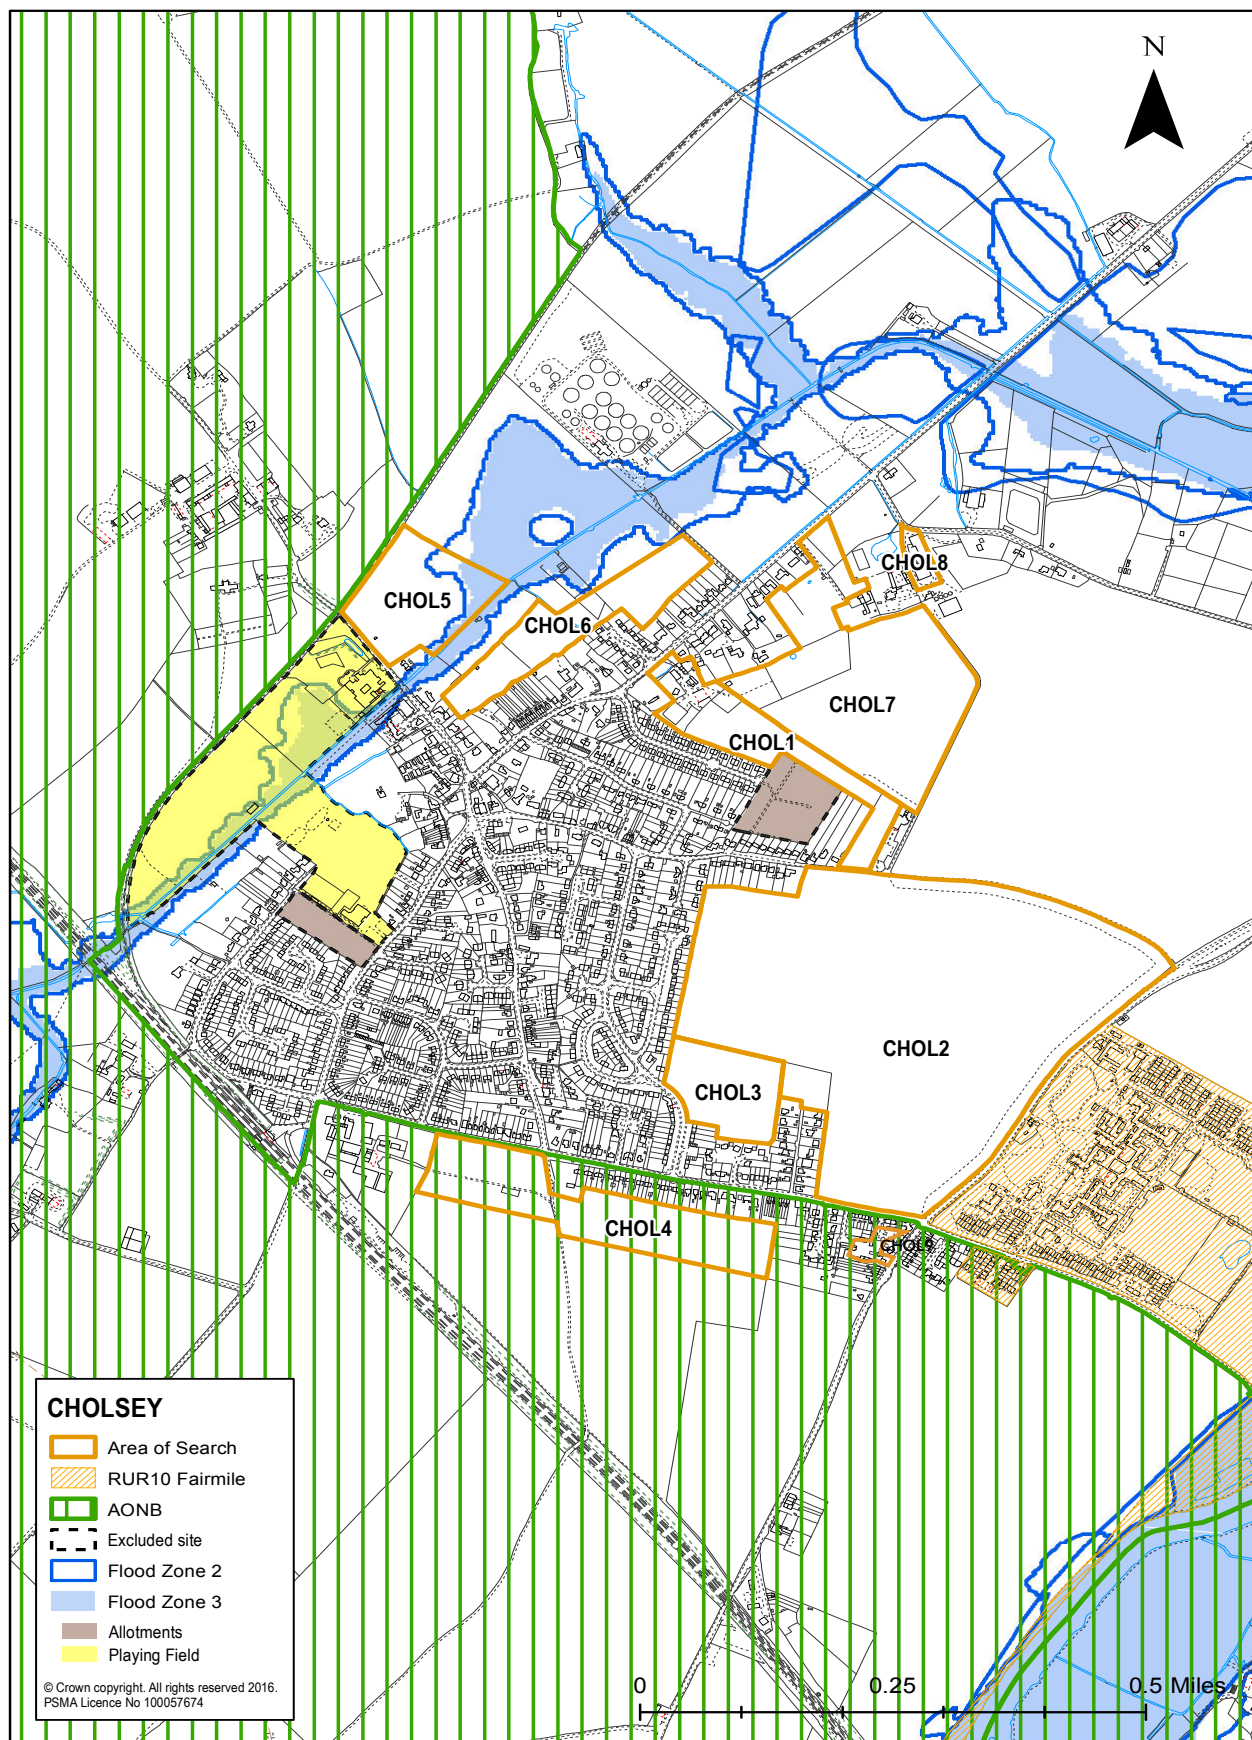 N
CHOL8
CHOL5
CHOL6
CHOL7
CHOL1
CHOL2
CHOL3
CHOL4
CHOL9
CHOLSEY
Area of Search
RUR10 Fairmile
AONB
Excluded site
Flood Zone 2
Flood Zone 3
Allotments
Playing Field
© Crown copyright. All rights reserved 2016.
PSMA Licence No 100057674
0 0.25 0.5 Miles